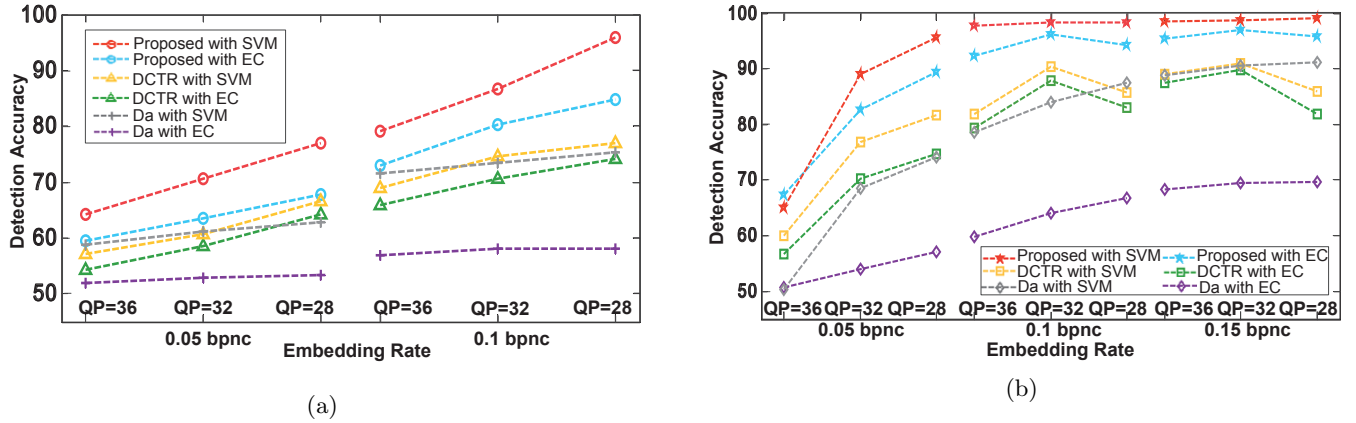 100
90
80
70
60
50
Detection Accuracy
Proposed with SVM
Proposed with EC
DCTR with SVM
DCTR with EC
Da with SVM
Da with EC
QP=36 QP=32 QP=28 QP=36 QP=32 QP=28
0.05 bpnc 0.1 bpnc
Embedding Rate
(a)
100
90
80
70
60
50
Detection Accuracy
Proposed with SVM Proposed with EC
DCTR with SVM DCTR with EC
Da with SVM Da with EC
QP=36 QP=32 QP=28 QP=36 QP=32 QP=28 QP=36 QP=32 QP=28
0.05 bpnc 0.1 bpnc 0.15 bpnc
Embedding Rate
(b)